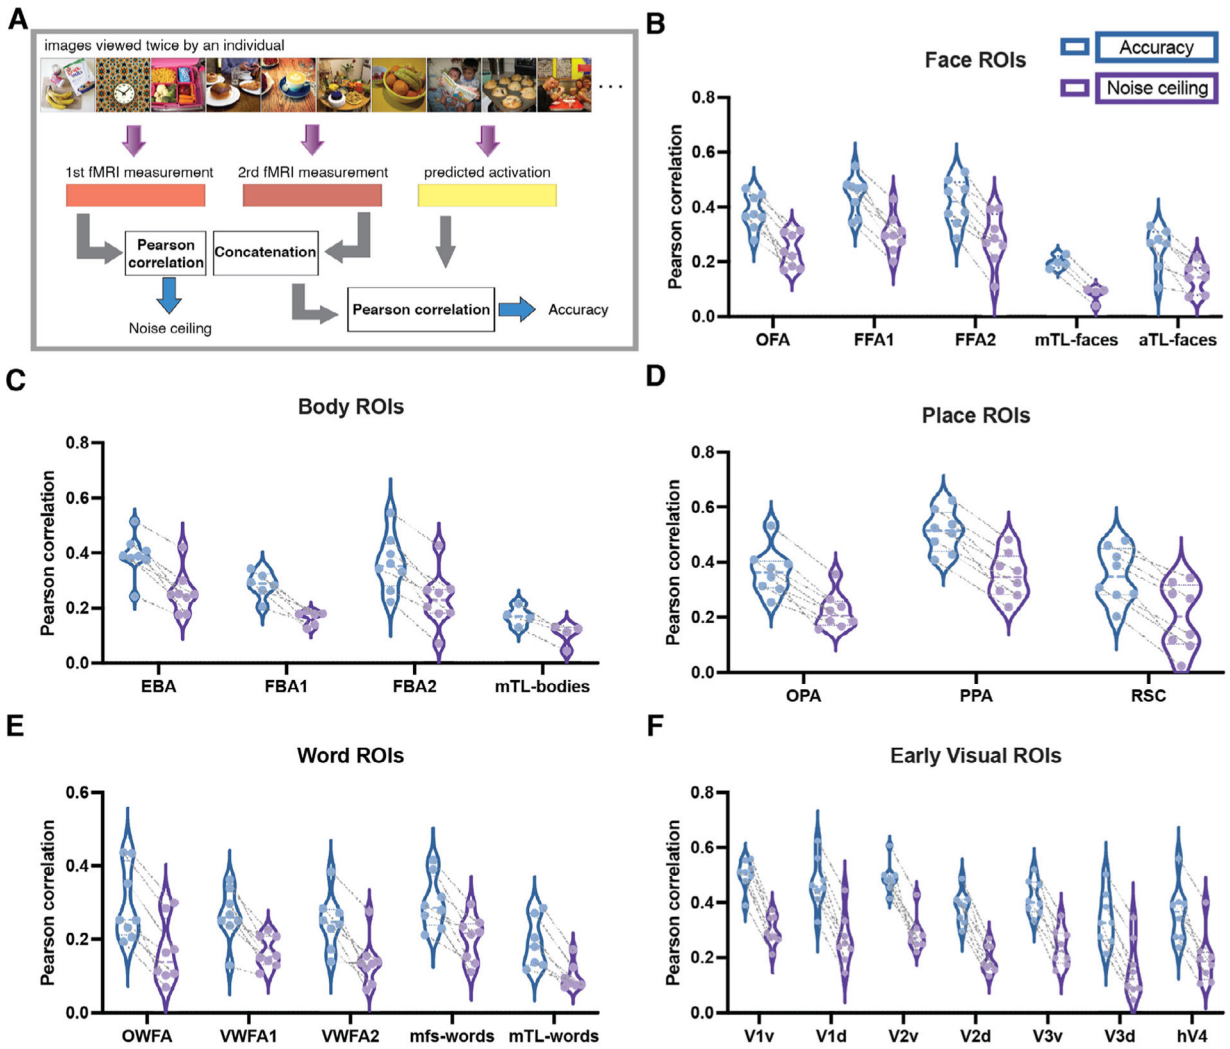 A
images viewed twice by an individual
...
1st fMRI measurement
2rd fMRI measurement
predicted activation
Pearson
correlation
Concatenation
Pearson correlation
Accuracy
Noise ceiling
B
Face ROIs
Accuracy
Noise ceiling
Pearson correlation
0.8
0.6
0.4
0.2
0.0
OFA
FFA1
FFA2
mTL-faces
aTL-faces
C
Body ROIs
Pearson correlation
0.8
0.6
0.4
0.2
0.0
EBA
FBA1
FBA2
mTL-bodies
D
Place ROIs
Pearson correlation
0.8
0.6
0.4
0.2
0.0
OPA
PPA
RSC
E
Word ROIs
Pearson correlation
0.6
0.4
0.2
0.0
OWFA
VWFA1
VWFA2
mfs-words
mTL-words
F
Early Visual ROIs
Pearson correlation
0.8
0.6
0.4
0.2
0.0
V1v
V1d
V2v
V2d
V3v
V3d
hV4